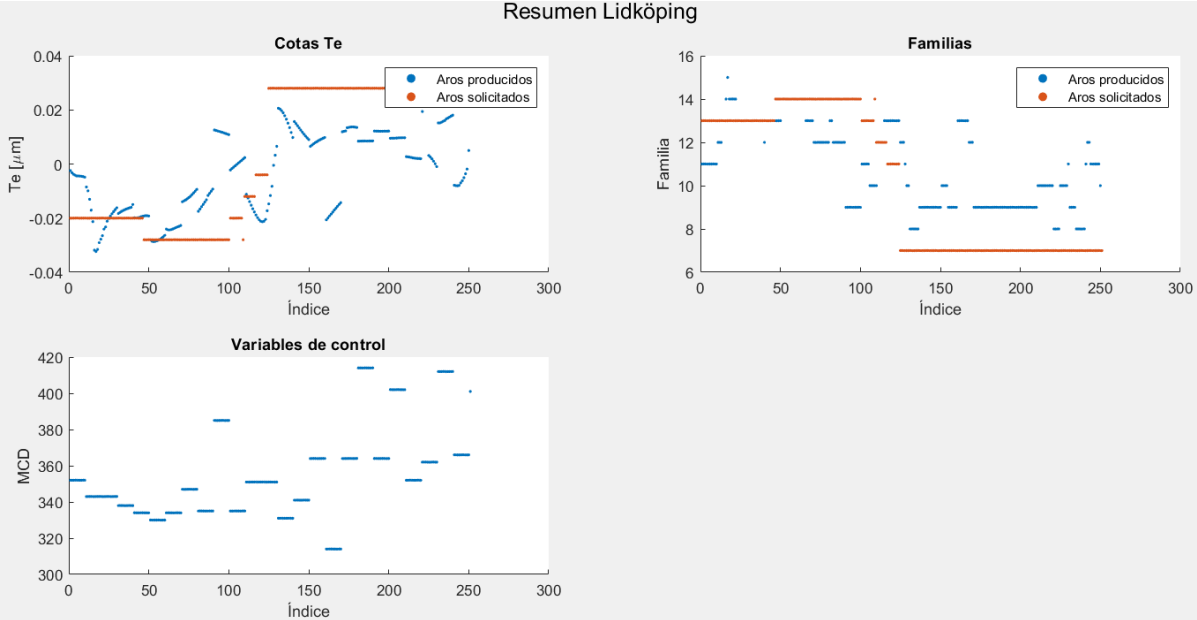 Resumen Lidköping
Cotas Te
Te [μm]
0.04
0.02
0
-0.02
-0.04
0 50 100 150 200 250 300
Índice
Aros producidos
Aros solicitados
Familias
Familia
16
14
12
10
8
6
0 50 100 150 200 250 300
Índice
Aros producidos
Aros solicitados
Variables de control
MCD
420
400
380
360
340
320
300
0 50 100 150 200 250 300
Índice